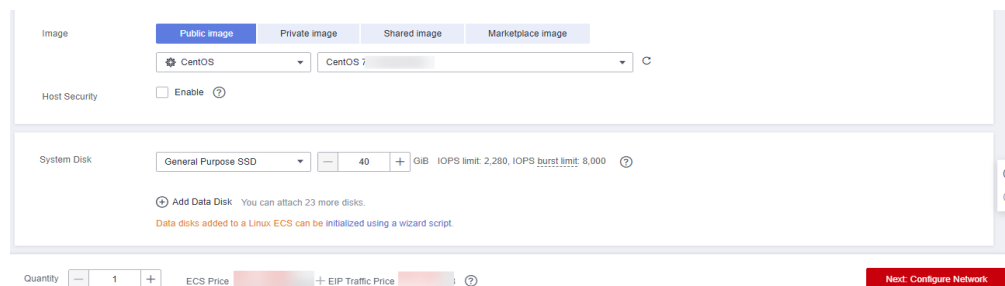 Image Public image Private image Shared image Marketplace image
CentOS CentOS 7
Host Security Enable ?
System Disk General Purpose SSD — 40 + GiB IOPS limit: 2,280, IOPS burst limit: 8,000 ?
+ Add Data Disk You can attach 23 more disks.
Data disks added to a Linux ECS can be initialized using a wizard script.
Quantity — 1 + ECS Price + EIP Traffic Price ? Next: Configure Network